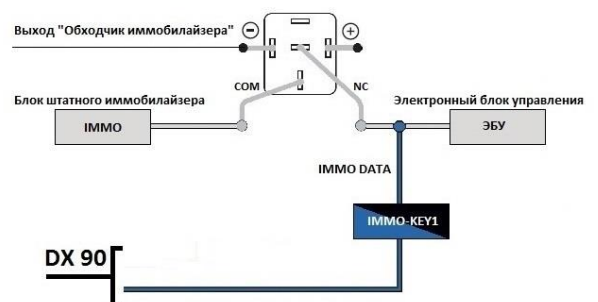 Выход "Обходчик иммобилайзера"
COM
NC
Блок штатного иммобилайзера
Электронный блок управления
IMMO
ЭБУ
IMMO DATA
IMMO-KEY1
DX 90